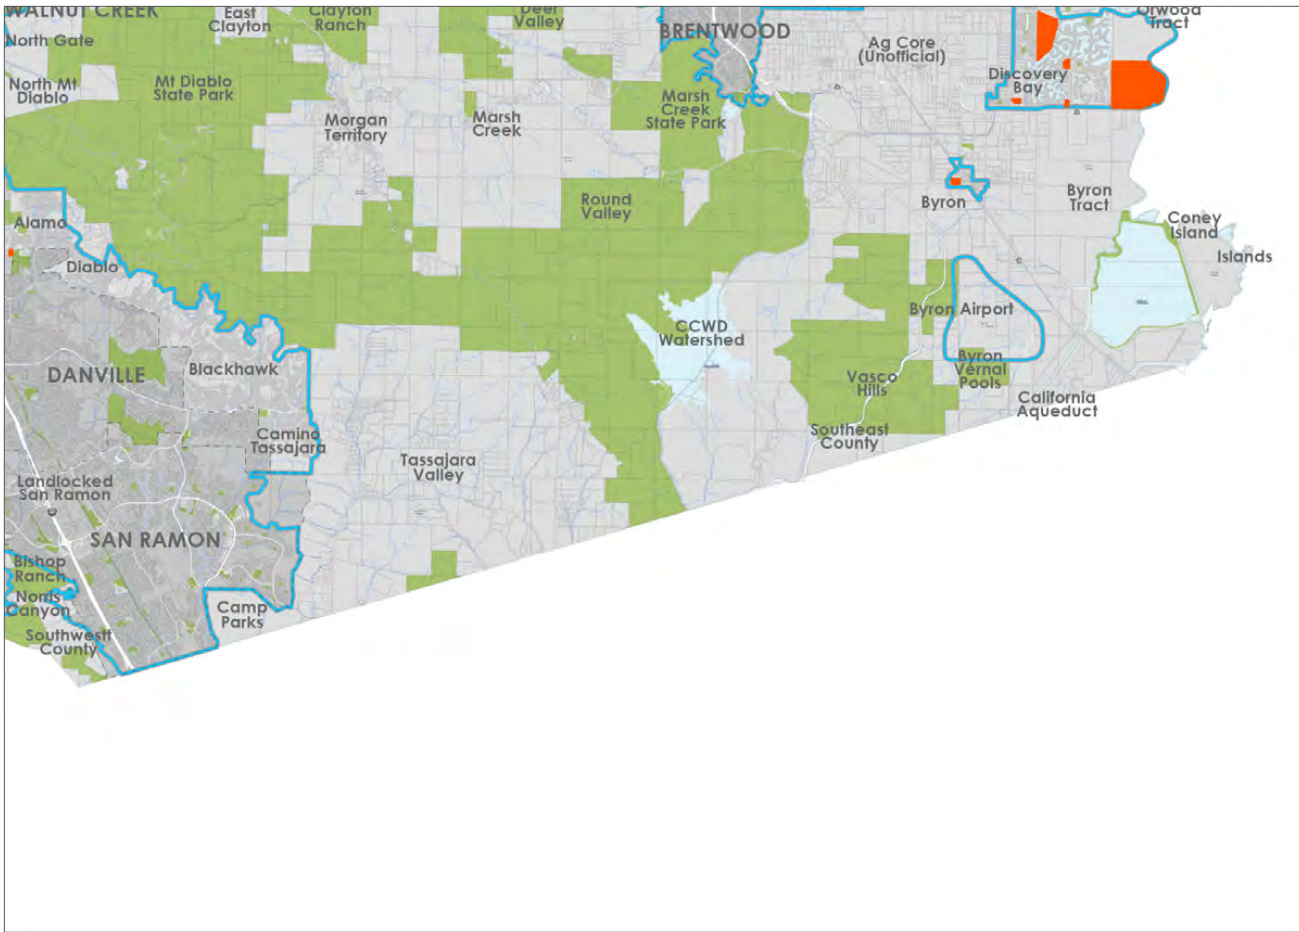 WALNUT CREEK
East
Clayton
Clayton
Ranch
Deer
Valley
BRENTWOOD
Ag Core
(Unofficial)
Orwood
Tract
North Gate
North Mt
Diablo
Mt Diablo
State Park
Morgan
Territory
Marsh
Creek
Marsh
Creek
State Park
Discovery
Bay
Round
Valley
Byron
Byron
Tract
Coney
Island
Islands
Alamo
Diablo
CCWD
Watershed
Byron Airport
Byron
Vernal
Pools
DANVILLE
Blackhawk
Vasco
Hills
California
Aqueduct
Camino
Tassajara
Tassajara
Valley
Southeast
County
Landlocked
San Ramon
SAN RAMON
Bishop
Ranch
Norris
Canyon
Camp
Parks
Southwest
County